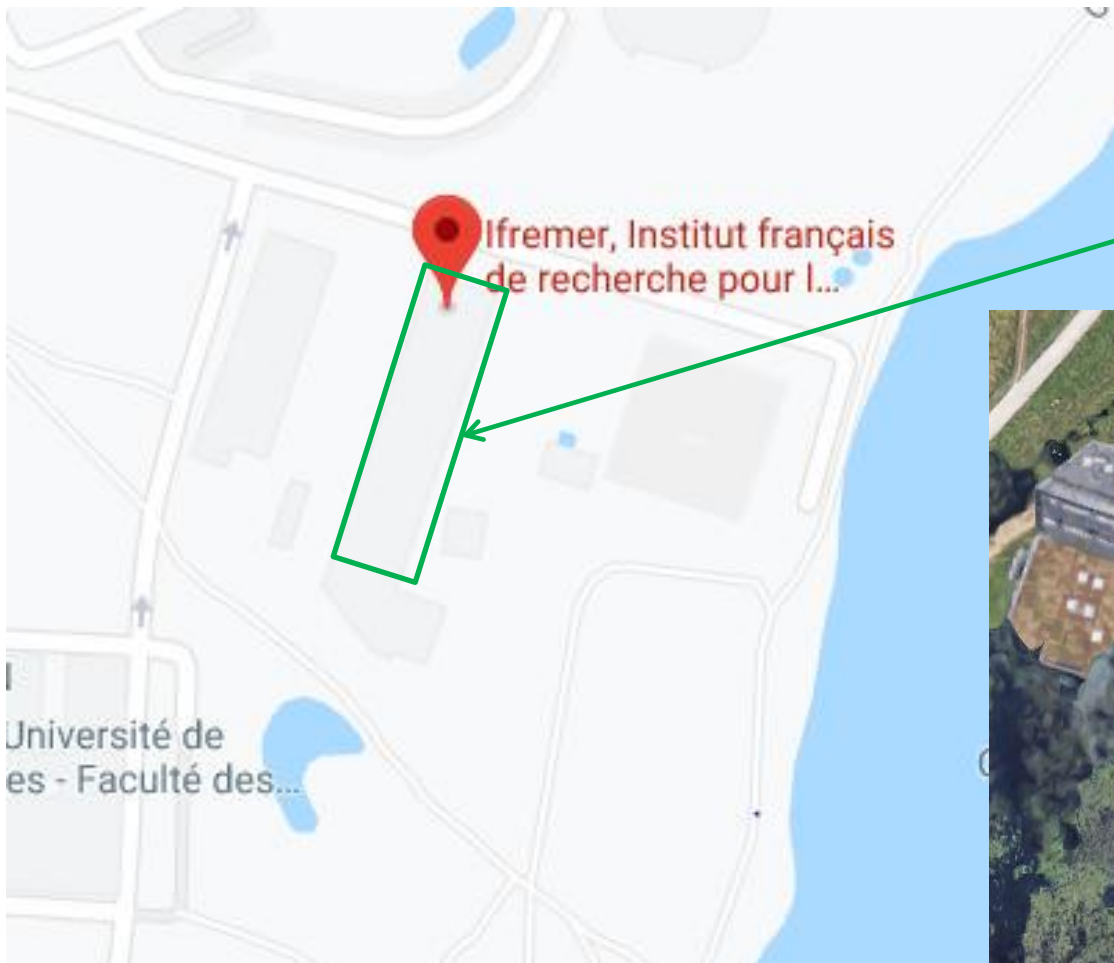 Ifremer, Institut français
de recherche pour l...
Université de
es - Faculté des...